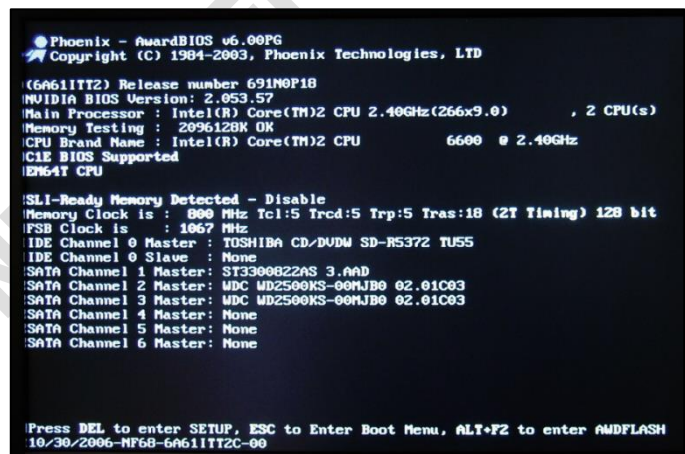 Phoenix - AwardBIOS v6.00PG
Copyright (C) 1984-2003, Phoenix Technologies, LTD
(6A61ITT2) Release number 691N0P18
NVIDIA BIOS Version: 2.053.57
Main Processor : Intel(R) Core(TM)2 CPU 2.40GHz(266x9.0) , 2 CPU(s)
Memory Testing : 2096128K OK
CPU Brand Name : Intel(R) Core(TM)2 CPU 6600 @ 2.40GHz
C1E BIOS Supported
EM64T CPU
SLI-Ready Memory Detected - Disable
Memory Clock is : 800 MHz Tcl:5 Trcd:5 Trp:5 Tras:18 (2T Timing) 128 bit
FSB Clock is : 1067 MHz
IDE Channel 0 Master : TOSHIBA CD/DVDW SD-R5372 TU55
IDE Channel 0 Slave : None
SATA Channel 1 Master: ST3300822AS 3.AAD
SATA Channel 2 Master: WDC WD2500KS-00MJB0 02.01C03
SATA Channel 3 Master: WDC WD2500KS-00MJB0 02.01C03
SATA Channel 4 Master: None
SATA Channel 5 Master: None
SATA Channel 6 Master: None
Press DEL to enter SETUP, ESC to Enter Boot Menu, ALT+F2 to enter AWDFLASH
10/30/2006-NF68-6A61ITT2C-00